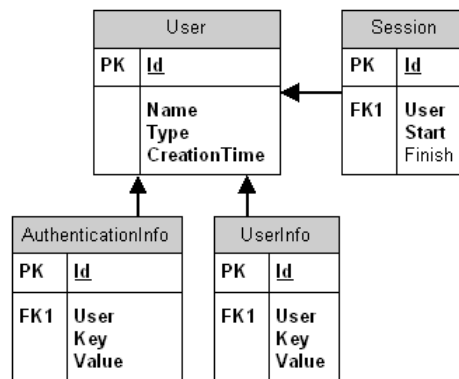 User
PK Id
Name
Type
CreationTime
Session
PK Id
FK1 User
Start
Finish
AuthenticationInfo
PK Id
FK1 User
Key
Value
UserInfo
PK Id
FK1 User
Key
Value